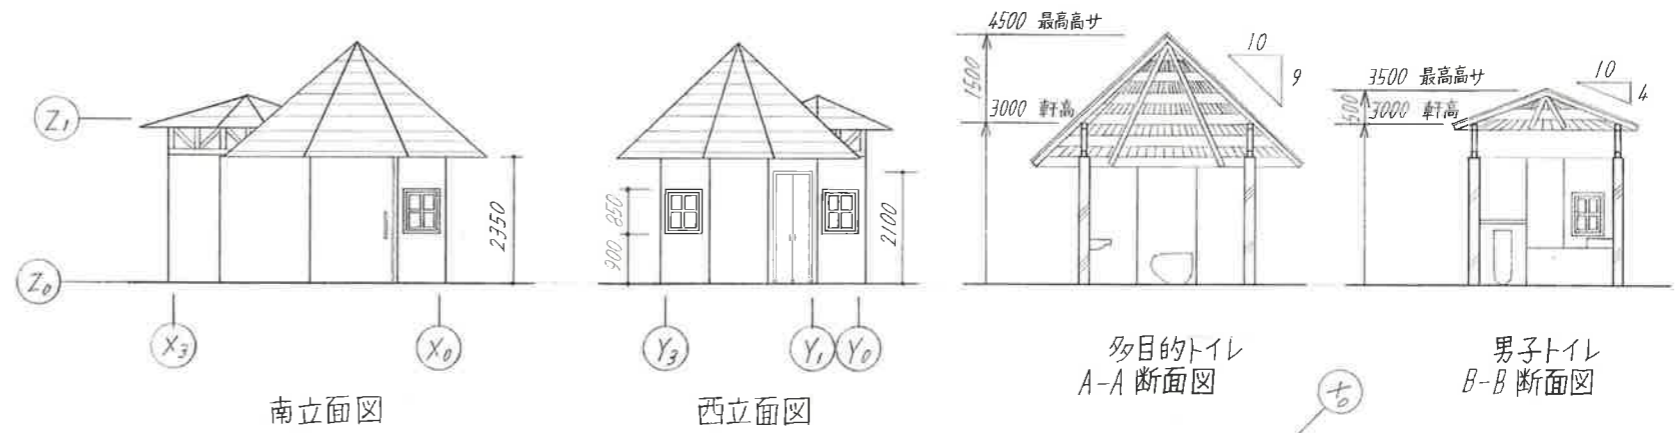 Z₁
Z₀
X₃
X₀
2350
南立面図
850
900
2100
Y₃
Y₁
Y₀
西立面図
4500 最高高サ
1500
3000 軒高
10
9
多目的トイレ
A-A 断面図
3500 最高高サ
500
3000 軒高
10
4
男子トイレ
B-B 断面図